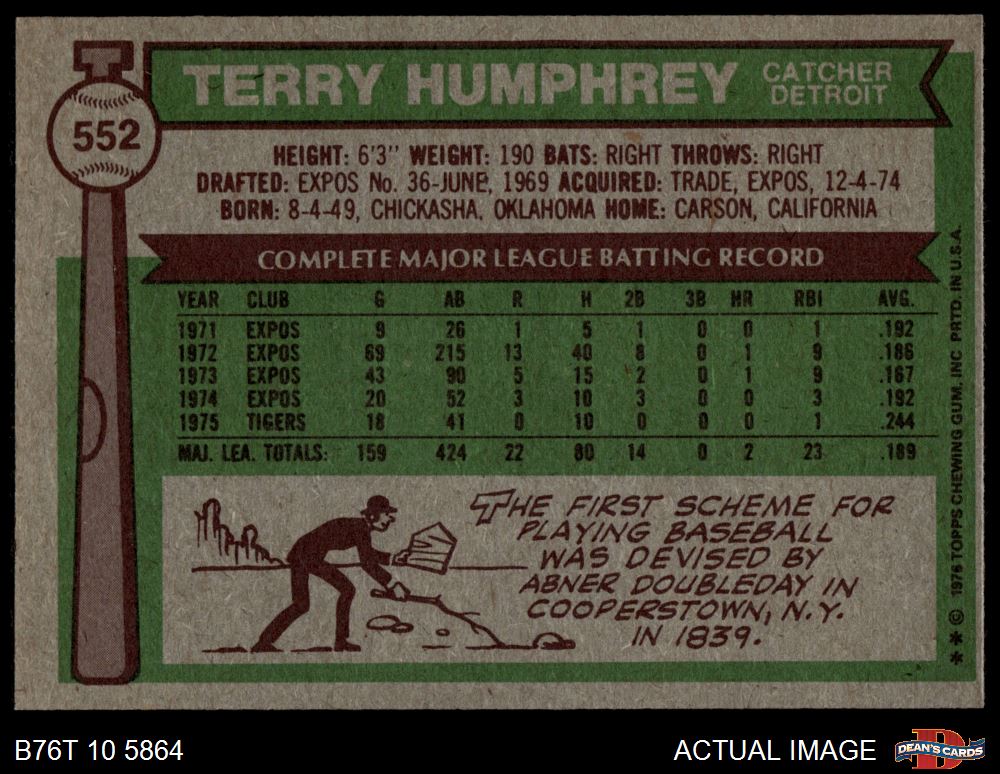 552
TERRY HUMPHREY
CATCHER
DETROIT
HEIGHT: 6'3" WEIGHT: 190 BATS: RIGHT THROWS: RIGHT
DRAFTED: EXPOS No. 36-JUNE, 1969 ACQUIRED: TRADE, EXPOS, 12-4-74
BORN: 8-4-49, CHICKASHA, OKLAHOMA HOME: CARSON, CALIFORNIA
COMPLETE MAJOR LEAGUE BATTING RECORD
YEAR CLUB G AB R H 2B 3B HR RBI AVG.
1971 EXPOS 9 26 1 5 1 0 0 1 .192
1972 EXPOS 69 215 13 40 8 0 1 9 .186
1973 EXPOS 43 90 5 15 2 0 1 9 .167
1974 EXPOS 20 52 3 10 3 0 0 3 .192
1975 TIGERS 18 41 0 10 0 0 0 1 .244
MAJ. LEA. TOTALS: 159 424 22 80 14 0 2 23 .189
THE FIRST SCHEME FOR
PLAYING BASEBALL
WAS DEVISED BY
ABNER DOUBLEDAY IN
COOPERSTOWN, N.Y.
IN 1839.
* * © 1976 TOPPS CHEWING GUM, INC PRTD. IN U.S.A.
B76T 10 5864
ACTUAL IMAGE
D
DEAN'S CARDS